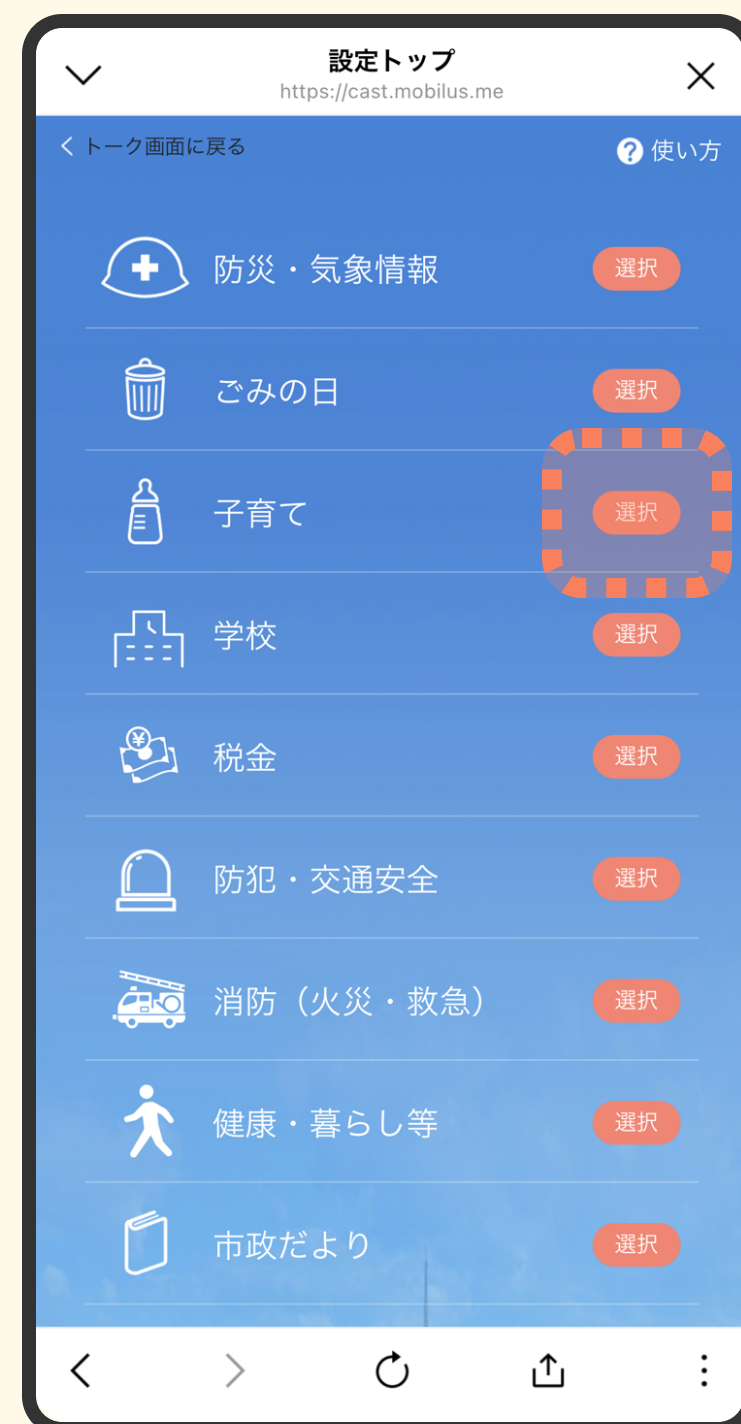 設定トップ
https://cast.mobilus.me
トーク画面に戻る
使い方
防災・気象情報 選択
ごみの日 選択
子育て 選択
学校 選択
税金 選択
防犯・交通安全 選択
消防（火災・救急） 選択
健康・暮らし等 選択
市政だより 選択